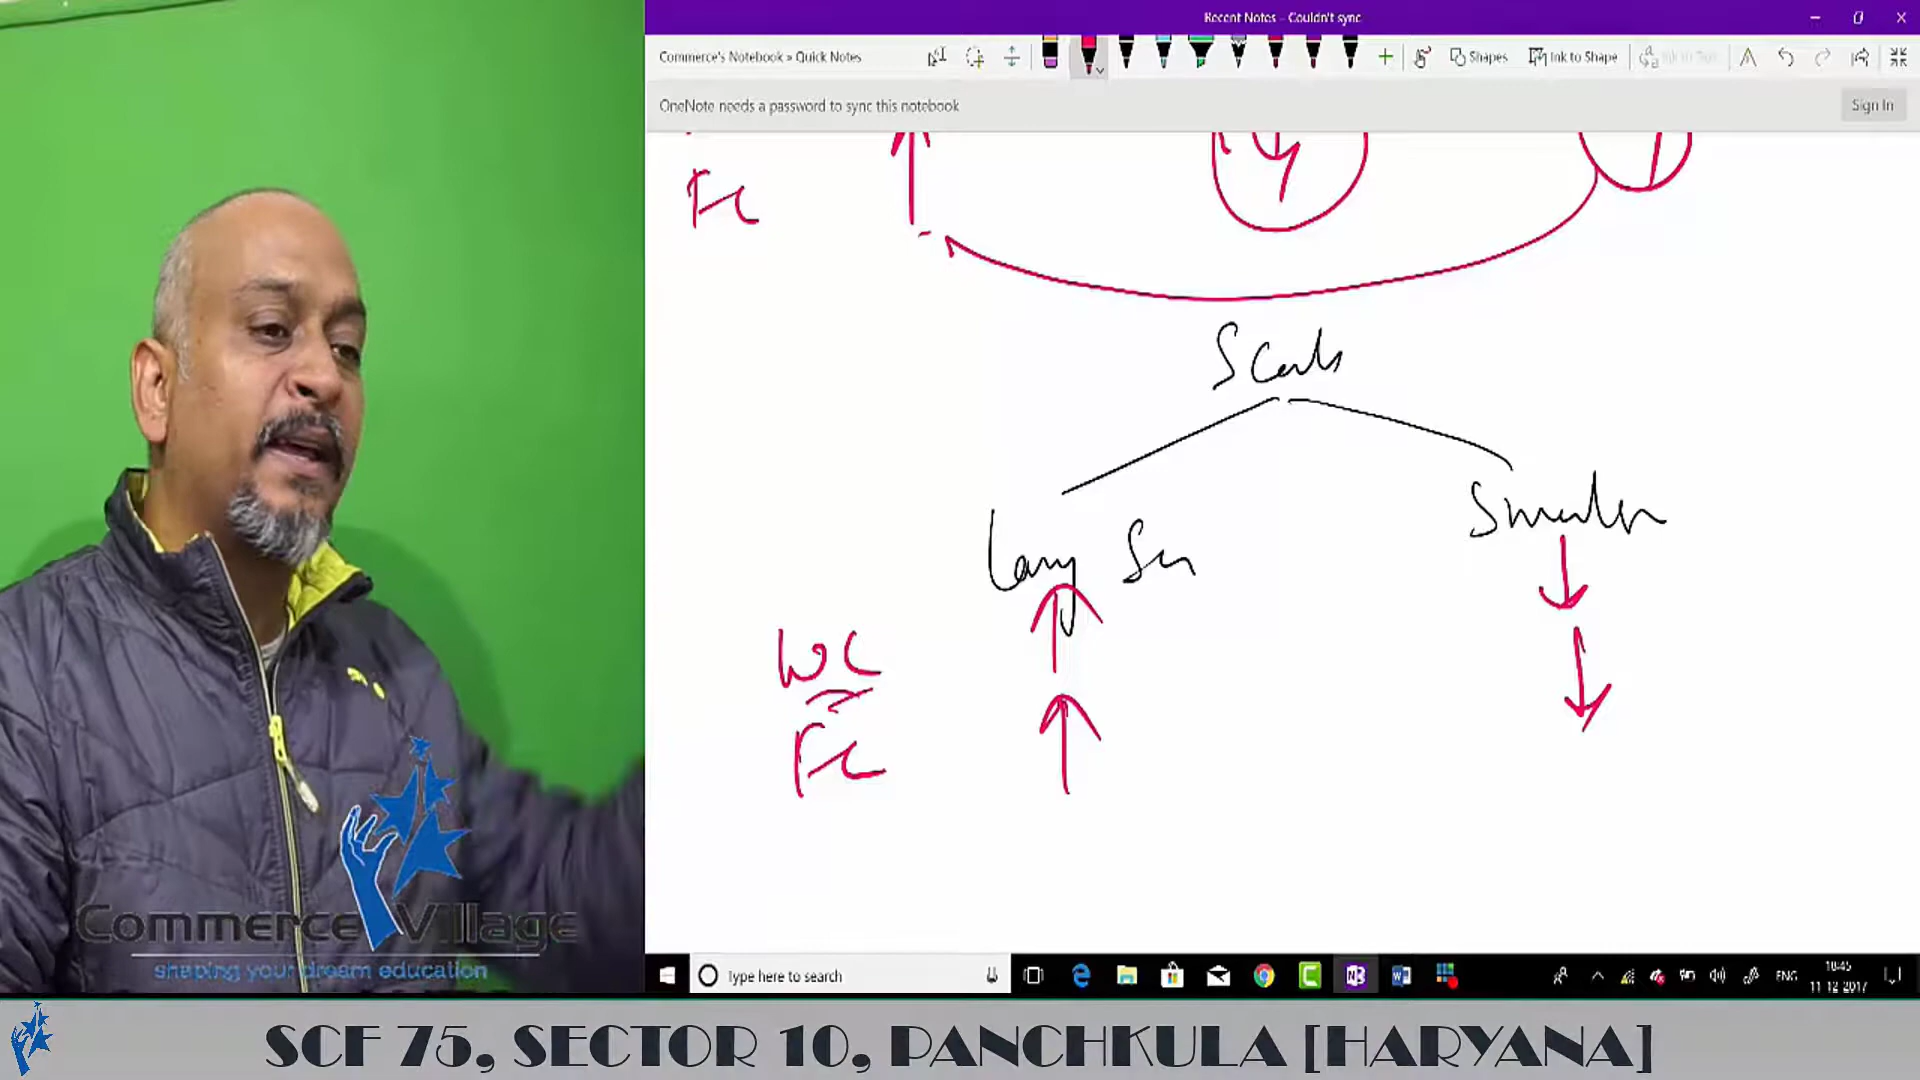 Recent Notes - Couldn't sync
Commerce's Notebook » Quick Notes
Shapes
Ink to Shape
OneNote needs a password to sync this notebook
Sign In
Fc
Scale
Large Scale
Smaller
WC
Fc
Commerce Village
shaping your dream education
Type here to search
ENG
10:45
11-12-2017
SCF 75, SECTOR 10, PANCHKULA [HARYANA]